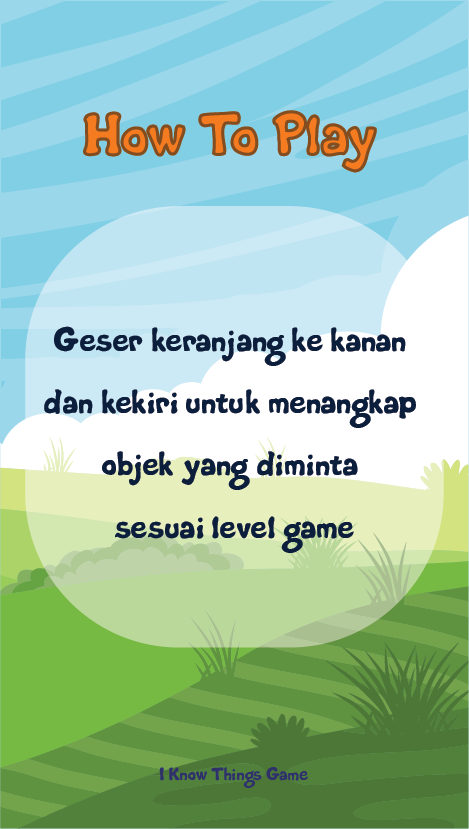 How To Play
Geser keranjang ke kanan
dan kekiri untuk menangkap
objek yang diminta
sesuai level game
I Know Things Game